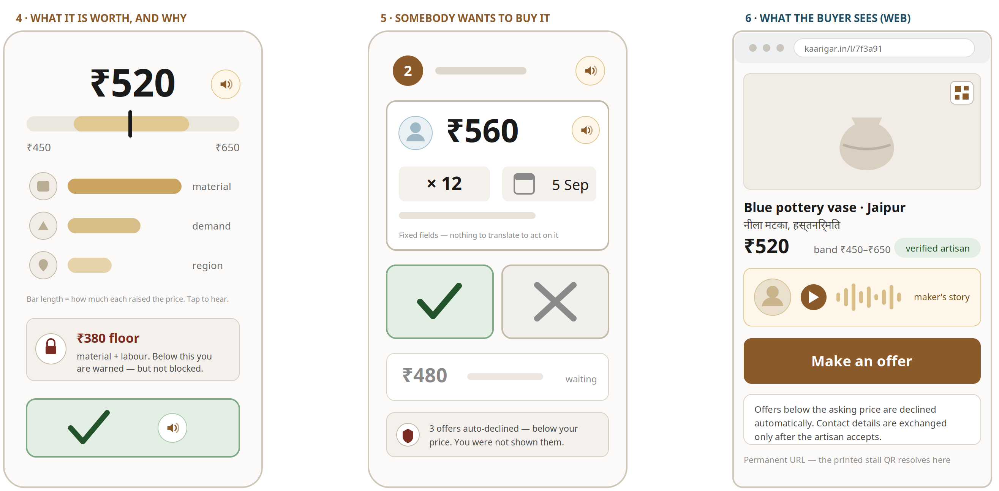 4 · WHAT IT IS WORTH, AND WHY
₹520
₹450
₹650
material
demand
region
Bar length = how much each raised the price. Tap to hear.
₹380 floor
material + labour. Below this you
are warned — but not blocked.
5 · SOMEBODY WANTS TO BUY IT
2
₹560
× 12
5 Sep
Fixed fields — nothing to translate to act on it
₹480
waiting
3 offers auto-declined — below your
price. You were not shown them.
6 · WHAT THE BUYER SEES (WEB)
kaarigar.in/l/7f3a91
Blue pottery vase · Jaipur
नीला मटका, हस्तनिर्मिति
₹520
band ₹450–₹650
verified artisan
maker's story
Make an offer
Offers below the asking price are declined
automatically. Contact details are exchanged
only after the artisan accepts.
Permanent URL — the printed stall QR resolves here